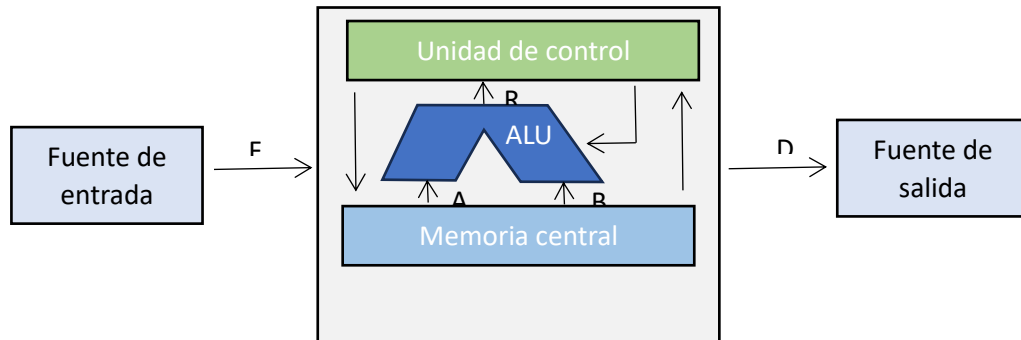 Unidad de control
ALU
Fuente de
entrada
D
Fuente de
salida
A
Memoria central